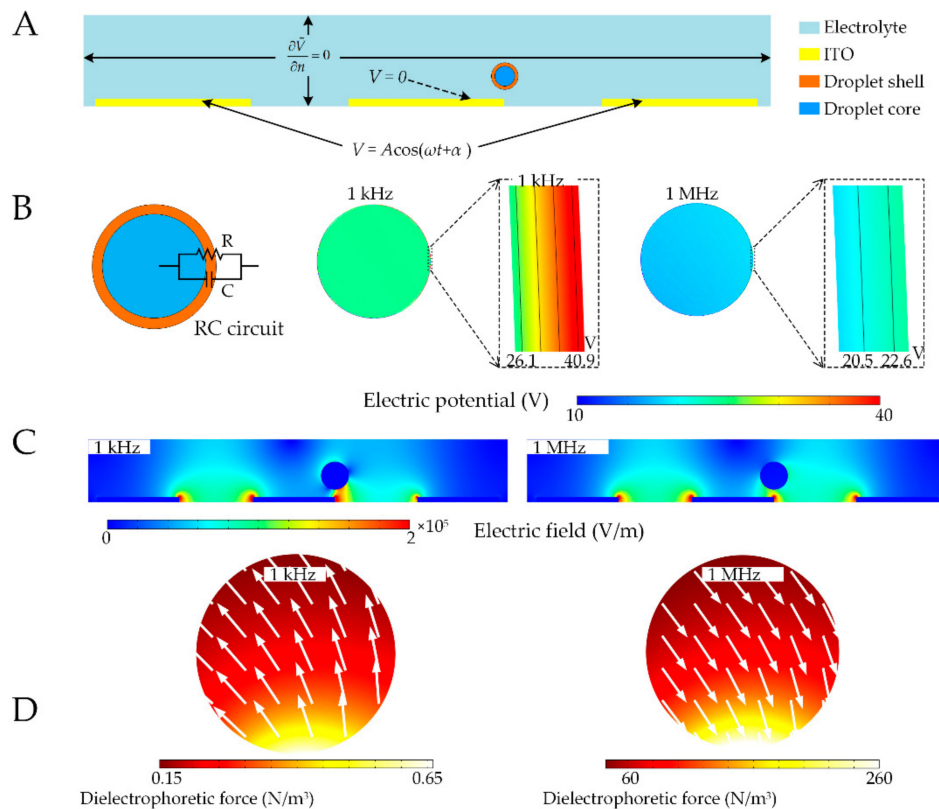 A
∂Ṽ/∂n = 0
V = 0
V = Acos(ωt+α )
Electrolyte
ITO
Droplet shell
Droplet core
B
R
C
RC circuit
1 kHz
1 kHz
26.1
40.9
V
1 MHz
20.5
22.6
V
Electric potential (V)
10
40
C
1 kHz
1 MHz
0
2
×10⁵
Electric field (V/m)
D
1 kHz
1 MHz
0.15
0.65
Dielectrophoretic force (N/m³)
60
260
Dielectrophoretic force (N/m³)